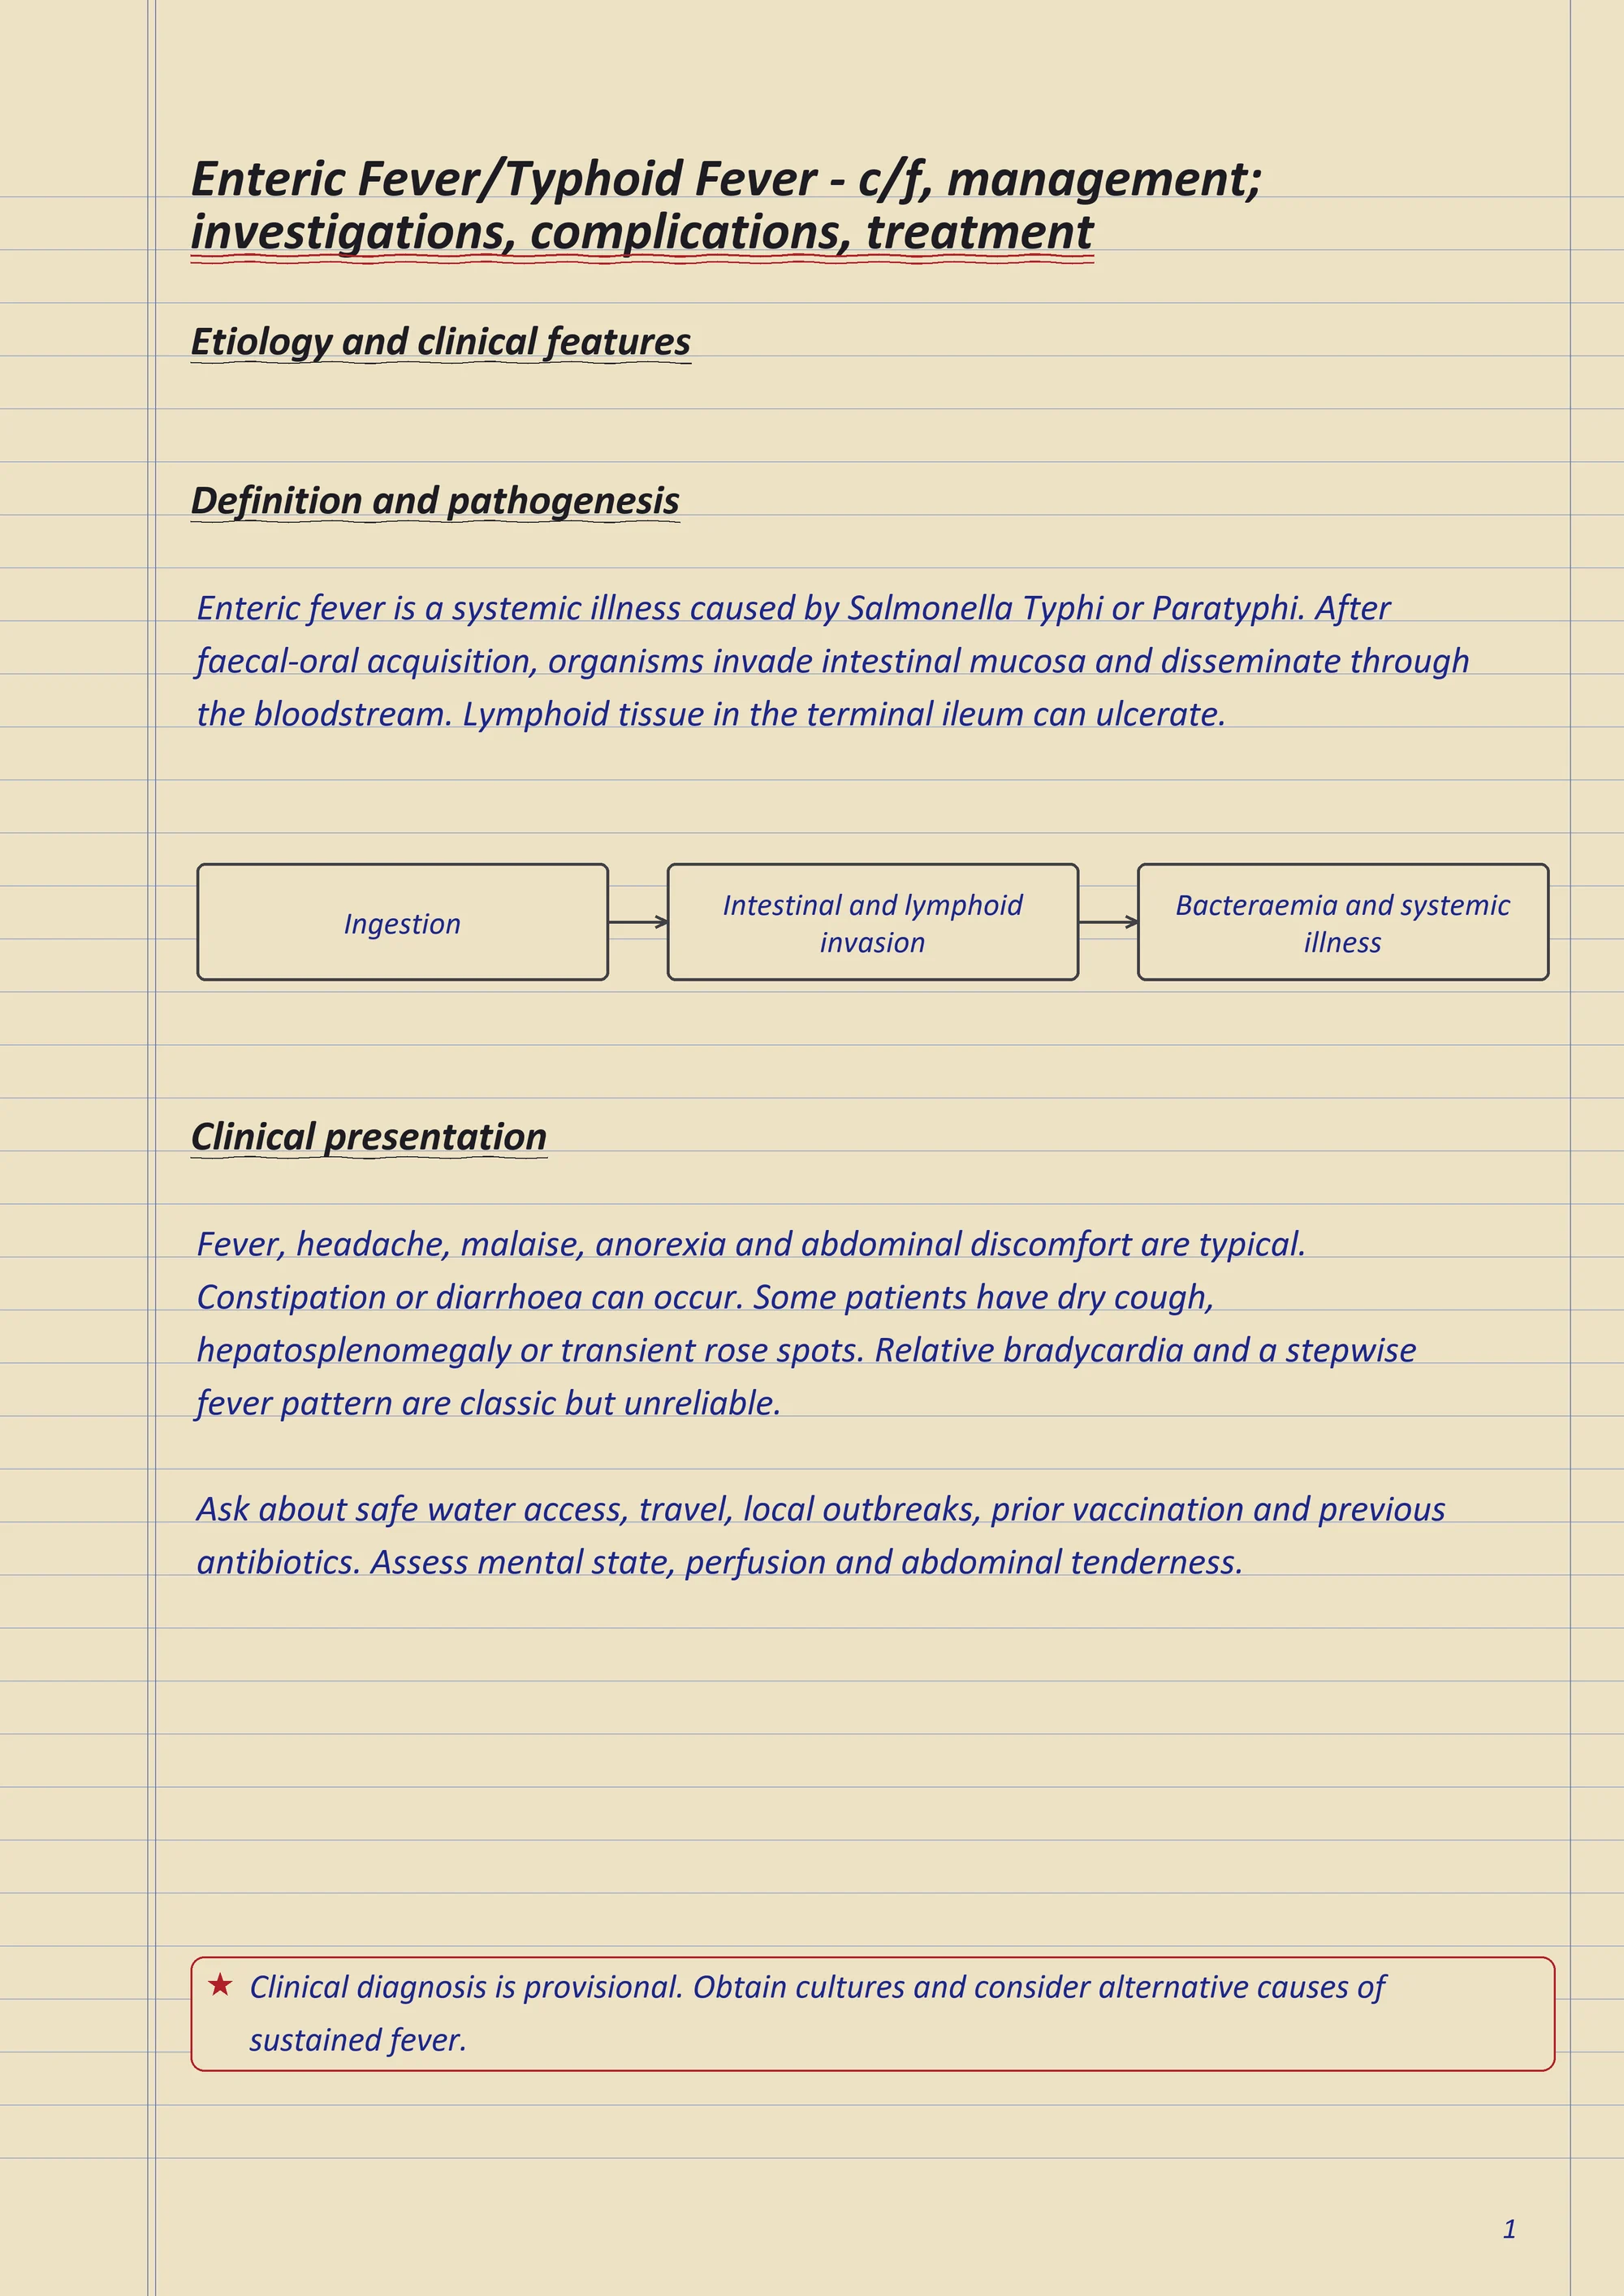 Enteric Fever/Typhoid Fever - c/f, management;
investigations, complications, treatment
Etiology and clinical features
Definition and pathogenesis
Enteric fever is a systemic illness caused by Salmonella Typhi or Paratyphi. After
faecal-oral acquisition, organisms invade intestinal mucosa and disseminate through
the bloodstream. Lymphoid tissue in the terminal ileum can ulcerate.
Ingestion
Intestinal and lymphoid
invasion
Bacteraemia and systemic
illness
Clinical presentation
Fever, headache, malaise, anorexia and abdominal discomfort are typical.
Constipation or diarrhoea can occur. Some patients have dry cough,
hepatosplenomegaly or transient rose spots. Relative bradycardia and a stepwise
fever pattern are classic but unreliable.
Ask about safe water access, travel, local outbreaks, prior vaccination and previous
antibiotics. Assess mental state, perfusion and abdominal tenderness.
★ Clinical diagnosis is provisional. Obtain cultures and consider alternative causes of
sustained fever.
1